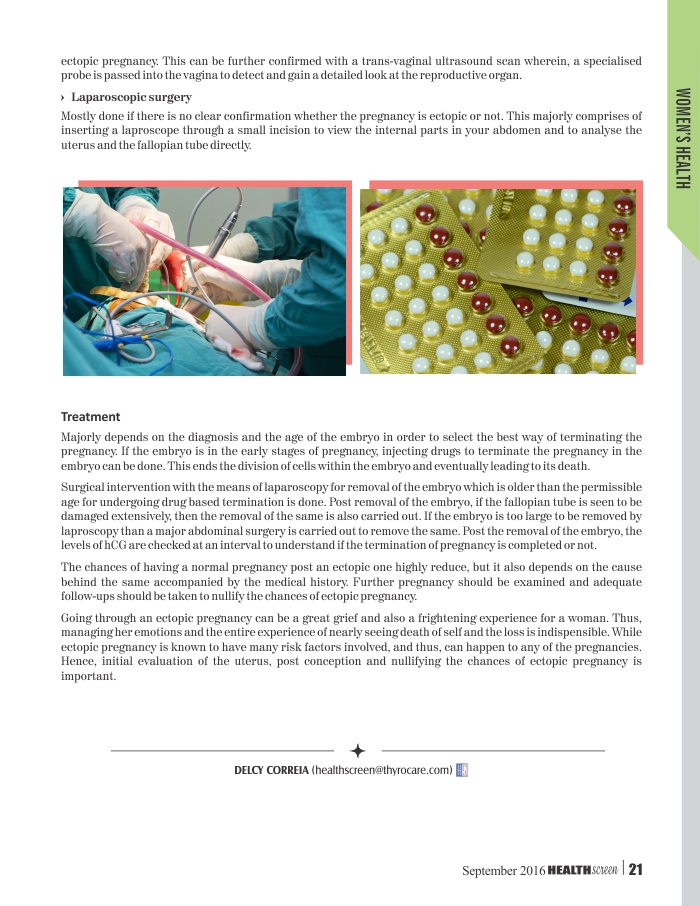 ectopic pregnancy. This can be further confirmed with a trans-vaginal ultrasound scan wherein, a specialised
probe is passed into the vagina to detect and gain a detailed look at the reproductive organ.
› Laparoscopic surgery
Mostly done if there is no clear confirmation whether the pregnancy is ectopic or not. This majorly comprises of
inserting a laproscope through a small incision to view the internal parts in your abdomen and to analyse the
uterus and the fallopian tube directly.
WOMEN'S HEALTH
Treatment
Majorly depends on the diagnosis and the age of the embryo in order to select the best way of terminating the
pregnancy. If the embryo is in the early stages of pregnancy, injecting drugs to terminate the pregnancy in the
embryo can be done. This ends the division of cells within the embryo and eventually leading to its death.
Surgical intervention with the means of laparoscopy for removal of the embryo which is older than the permissible
age for undergoing drug based termination is done. Post removal of the embryo, if the fallopian tube is seen to be
damaged extensively, then the removal of the same is also carried out. If the embryo is too large to be removed by
laproscopy than a major abdominal surgery is carried out to remove the same. Post the removal of the embryo, the
levels of hCG are checked at an interval to understand if the termination of pregnancy is completed or not.
The chances of having a normal pregnancy post an ectopic one highly reduce, but it also depends on the cause
behind the same accompanied by the medical history. Further pregnancy should be examined and adequate
follow-ups should be taken to nullify the chances of ectopic pregnancy.
Going through an ectopic pregnancy can be a great grief and also a frightening experience for a woman. Thus,
managing her emotions and the entire experience of nearly seeing death of self and the loss is indispensible. While
ectopic pregnancy is known to have many risk factors involved, and thus, can happen to any of the pregnancies.
Hence, initial evaluation of the uterus, post conception and nullifying the chances of ectopic pregnancy is
important.
DELCY CORREIA (healthscreen@thyrocare.com)
September 2016 HEALTHscreen | 21